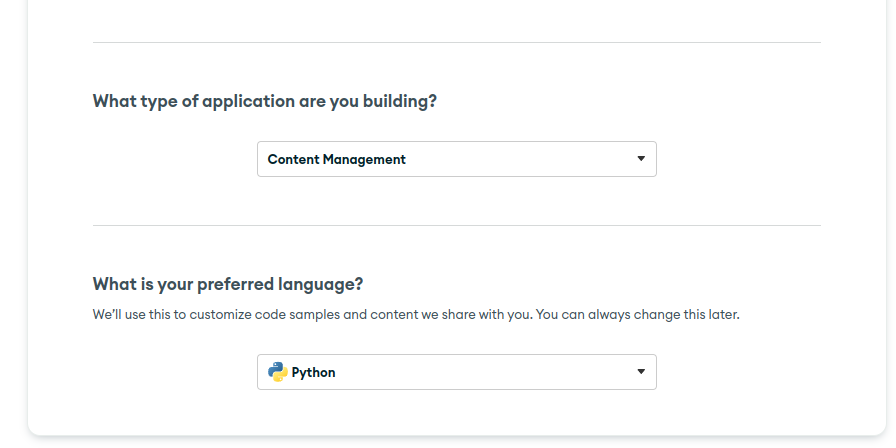 What type of application are you building?
Content Management
What is your preferred language?
We’ll use this to customize code samples and content we share with you. You can always change this later.
Python